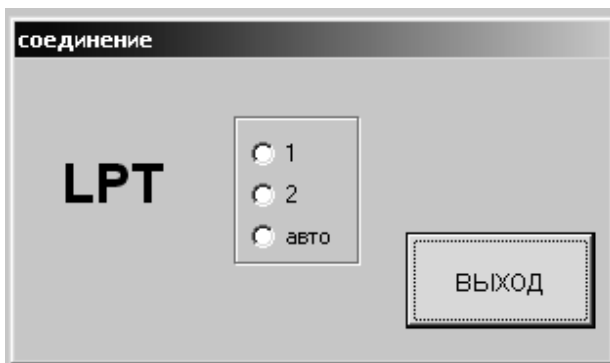 соединение
LPT
1
2
авто
ВЫХОД